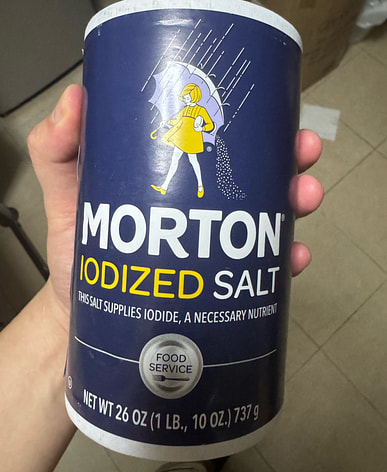 MORTON®
IODIZED SALT
THIS SALT SUPPLIES IODIDE, A NECESSARY NUTRIENT
FOOD
SERVICE
NET WT 26 OZ (1 LB., 10 OZ.) 737 g